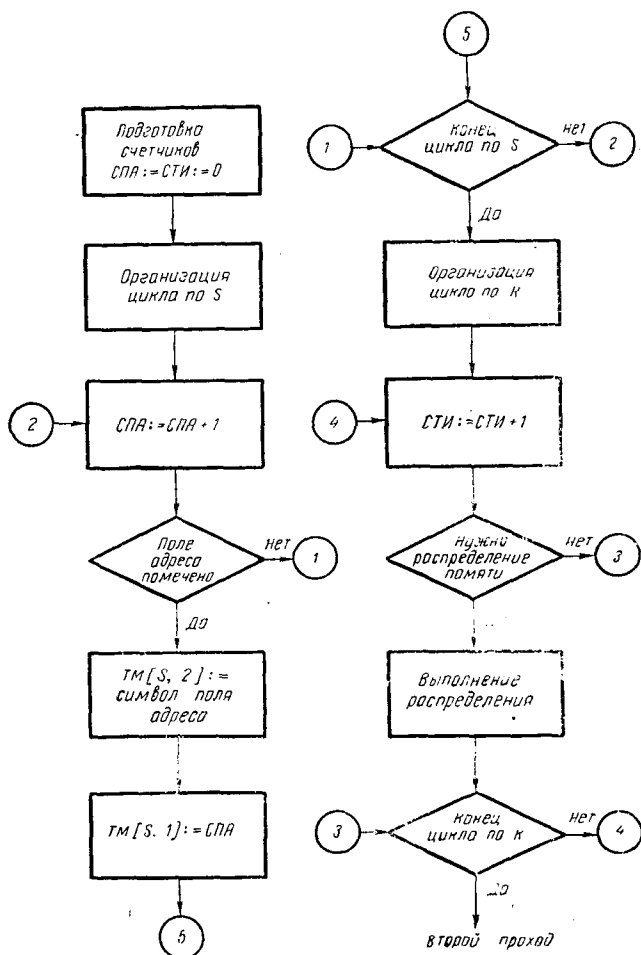 Подготовка
счетчиков
СПА:=СТИ:=0
Организация
цикла по S
2
СПА:=СПА+1
Поле
адреса
помечено
нет
1
Да
ТМ[S, 2]:=
символ поля
адреса
ТМ[S. 1]:=СПА
5
5
1
Конец
цикла по S
нет
2
Да
Организация
цикла по К
4
СТИ:=СТИ+1
Нужно
распределение
памяти
нет
3
Выполнение
распределения
3
Конец
цикла по К
нет
4
Да
Второй проход